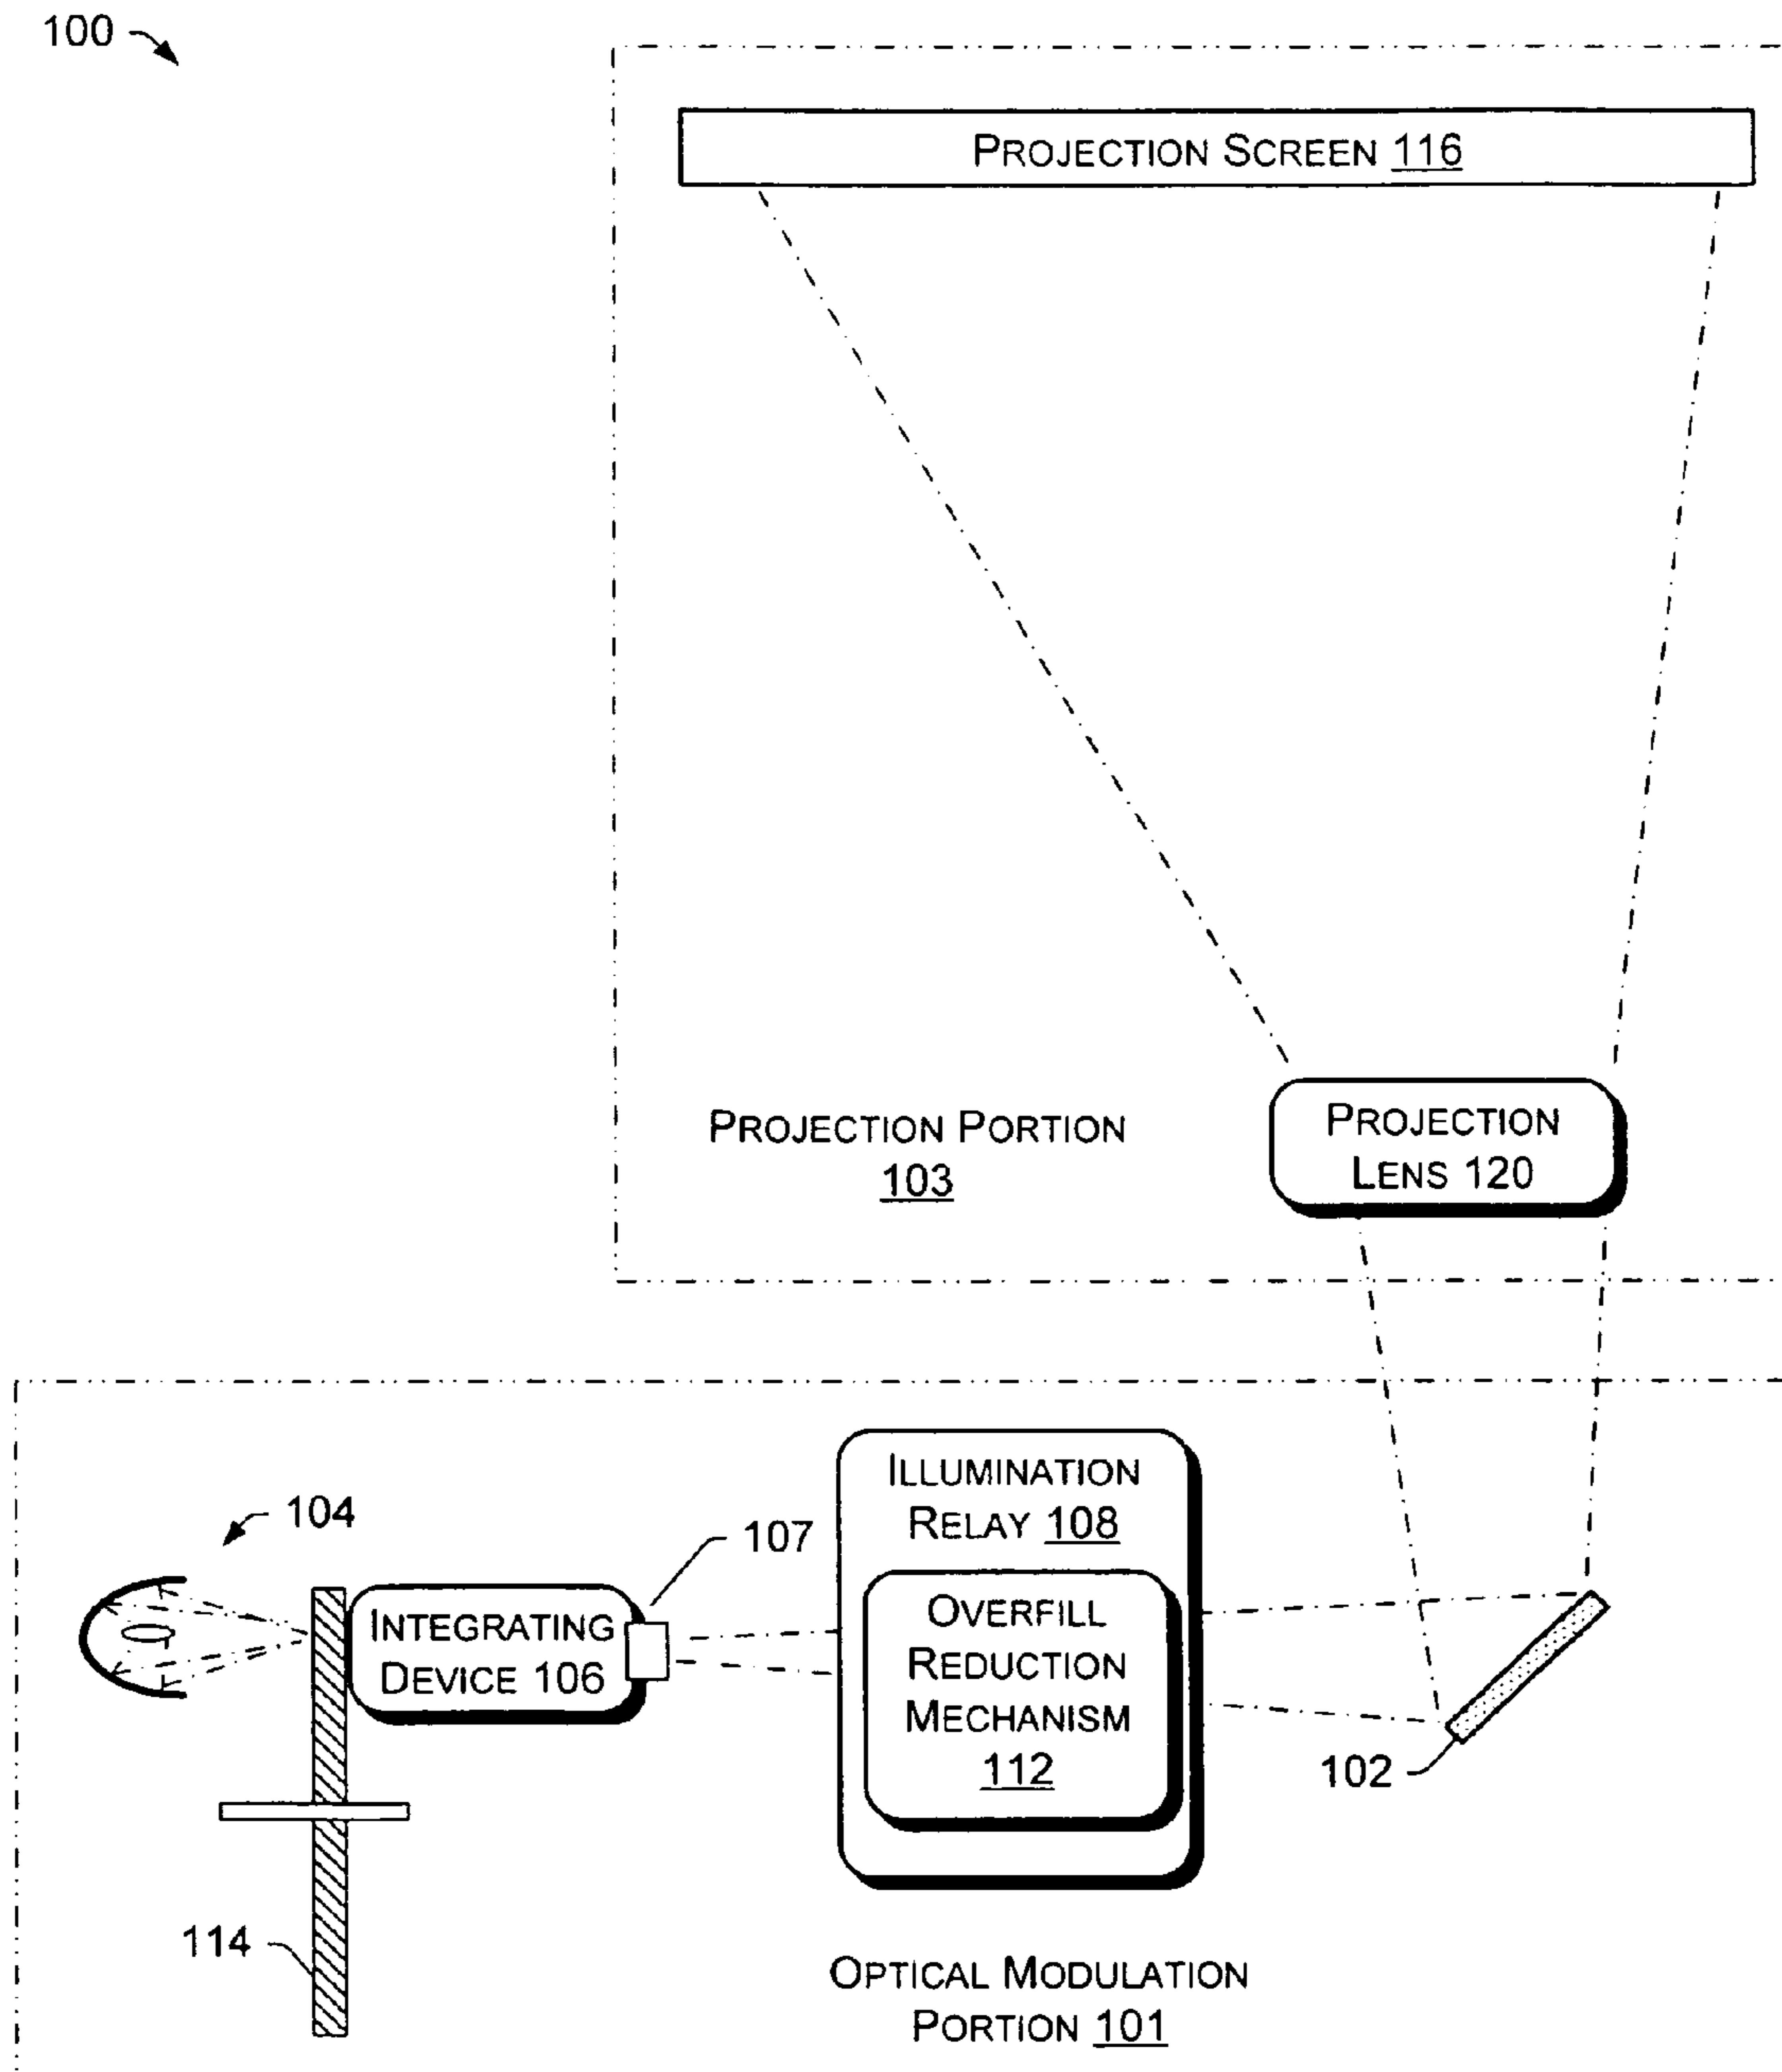 100
PROJECTION SCREEN 116
PROJECTION PORTION
103
PROJECTION
LENS 120
104
107
ILLUMINATION
RELAY 108
INTEGRATING
DEVICE 106
OVERFILL
REDUCTION
MECHANISM
112
102
114
OPTICAL MODULATION
PORTION 101